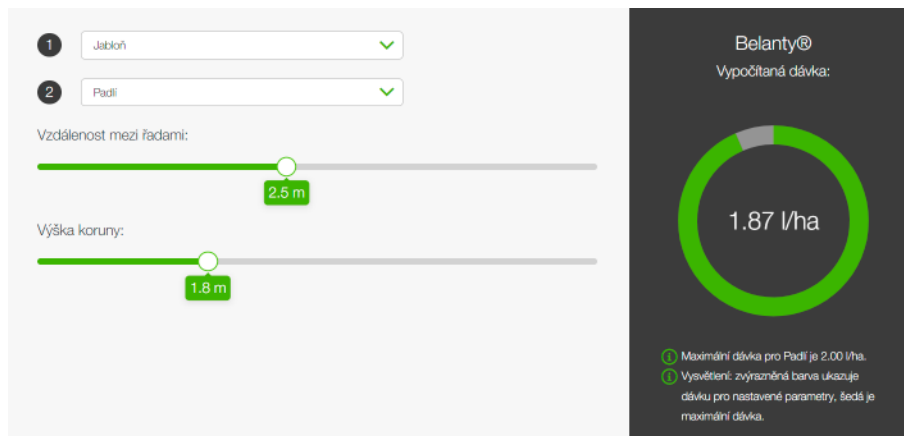 1 Jabloň
2 Padlí
Vzdálenost mezi řadami:
2.5 m
Výška koruny:
1.8 m
Belanty®
Vypočítaná dávka:
1.87 l/ha
Maximální dávka pro Padlí je 2.00 l/ha.
Vysvětlení: zvýrazněná barva ukazuje
dávku pro nastavené parametry, šedá je
maximální dávka.